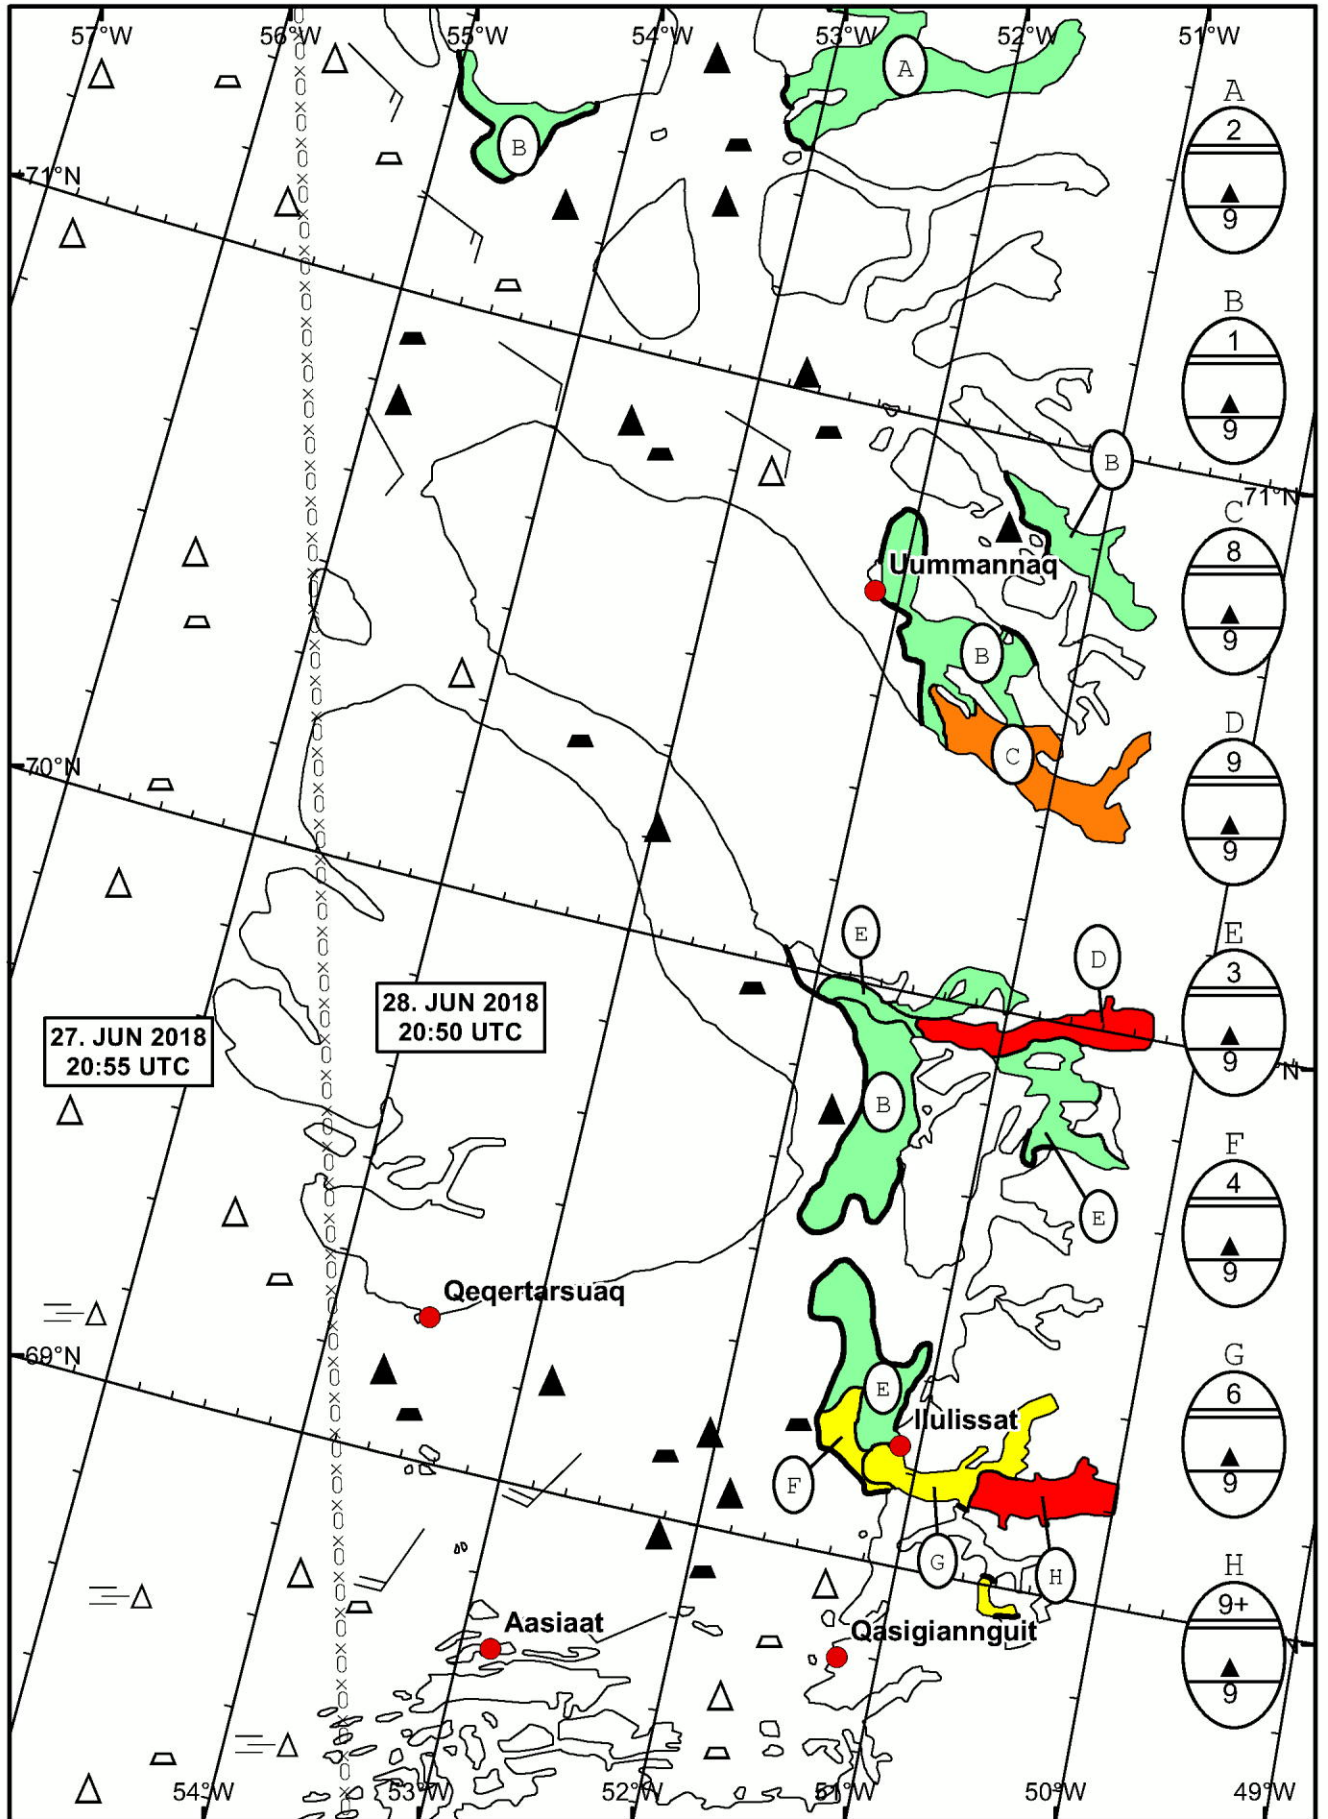 57°W
56°W
55°W
54°W
53°W
52°W
51°W
A
A
2
9
B
71°N
B
1
9
B
71°N
C
8
9
Uummannaq
B
C
D
9
9
70°N
E
D
E
3
9
28. JUN 2018
20:50 UTC
27. JUN 2018
20:55 UTC
N
B
F
4
9
E
Qeqertarsuaq
69°N
E
G
6
9
Ilulissat
F
G
H
H
9+
9
Aasiaat
Qasigiannguit
N
54°W
53°W
52°W
51°W
50°W
49°W